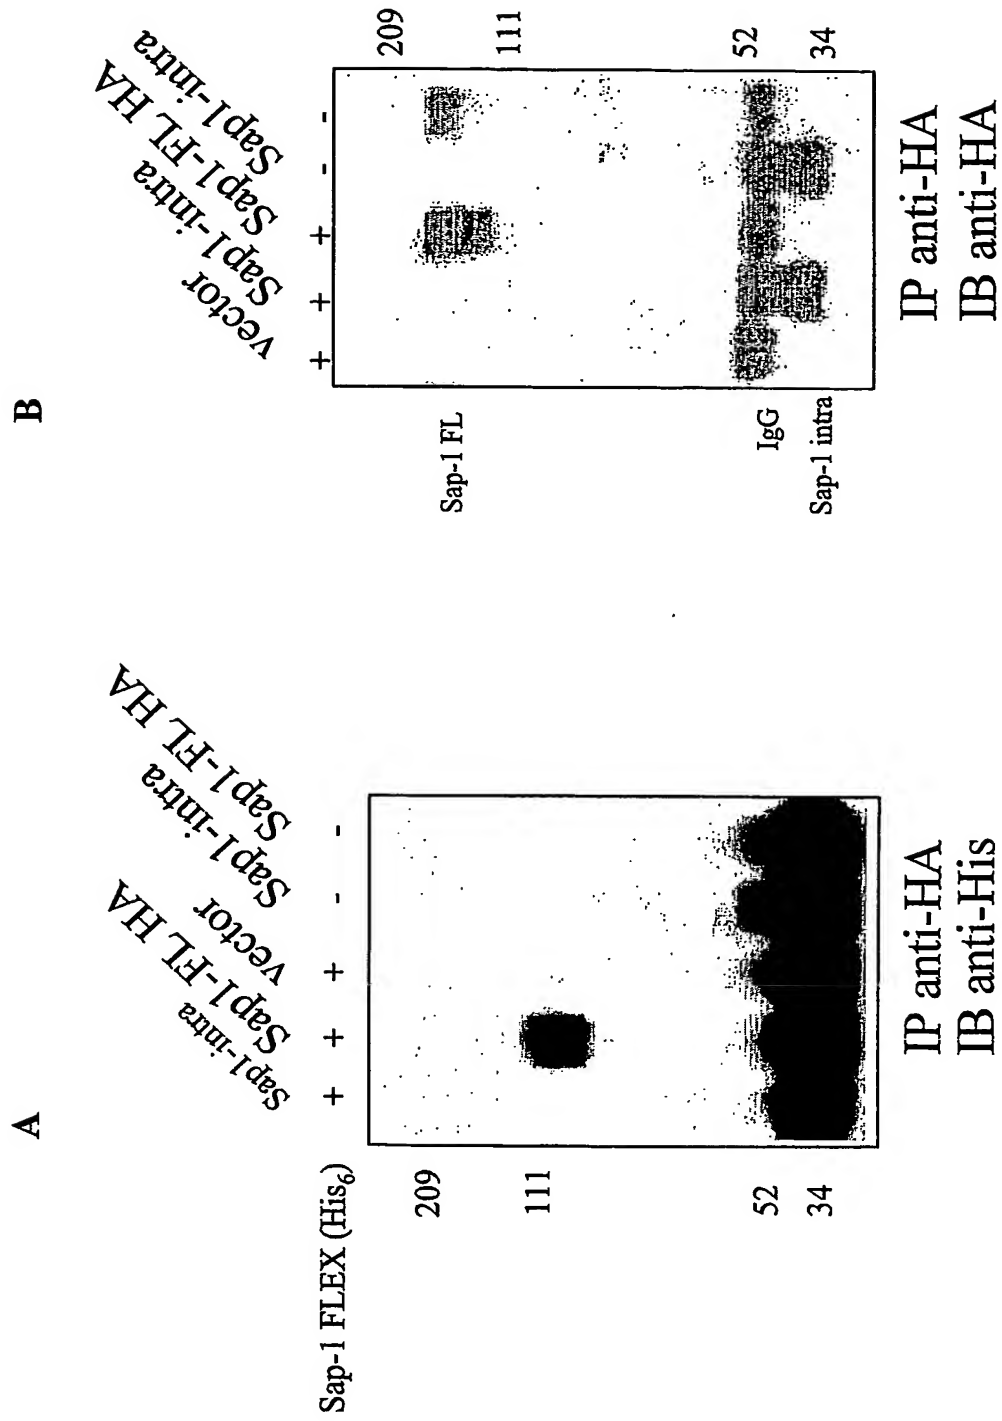 A
Sap1-intra
Sap1-FL HA
vector
Sap1-intra
Sap1-FL HA
Sap-1 FLEX (His6) + + + - -
209
111
52
34
IP anti-HA
IB anti-His
B
vector
Sap1-intra
Sap1-FL HA
Sap1-intra
+ + + - -
209
111
52
34
Sap-1 FL
IgG
Sap-1 intra
IP anti-HA
IB anti-HA